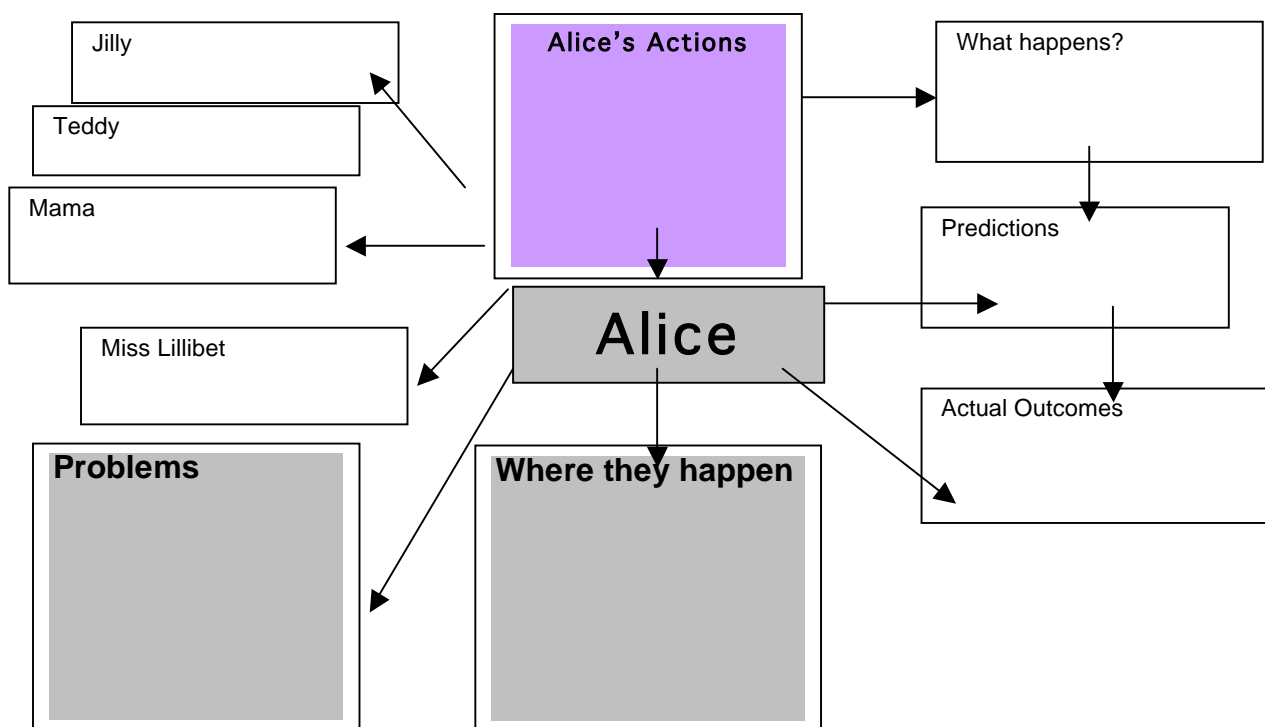 Jilly
Alice's Actions
What happens?
Teddy
Mama
Predictions
Alice
Miss Lillibet
Actual Outcomes
Problems
Where they happen